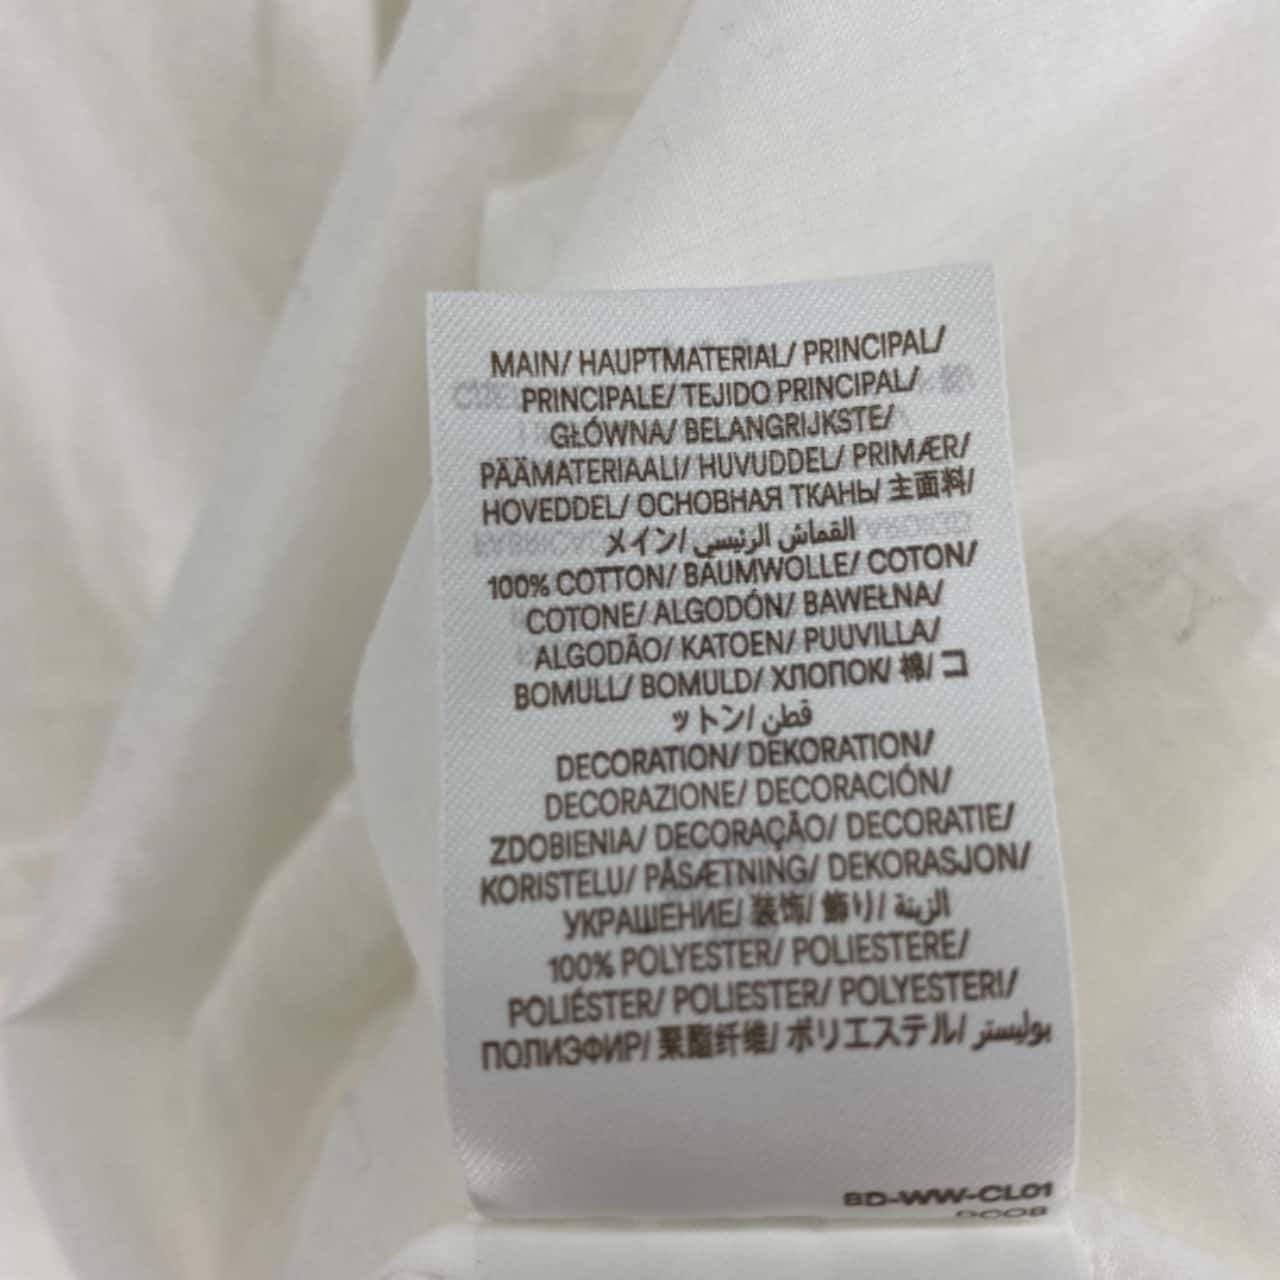 MAIN/ HAUPTMATERIAL/ PRINCIPAL/
PRINCIPALE/ TEJIDO PRINCIPAL/
GŁÓWNA/ BELANGRIJKSTE/
PÄÄMATERIAALI/ HUVUDDEL/ PRIMÆR/
HOVEDDEL/ ОСНОВНАЯ ТКАНЬ/ 主面料/
メイン/ القماش الرئيسي
100% COTTON/ BAUMWOLLE/ COTON/
COTONE/ ALGODÓN/ BAWEŁNA/
ALGODÃO/ KATOEN/ PUUVILLA/
BOMULL/ BOMULD/ ХЛОПОК/ 棉/ コ
ットン/ قطن
DECORATION/ DEKORATION/
DECORAZIONE/ DECORACIÓN/
ZDOBIENIA/ DECORAÇÃO/ DECORATIE/
KORISTELU/ PÅSÆTNING/ DEKORASJON/
УКРАШЕНИЕ/ 装饰/ 飾り/ الزينة
100% POLYESTER/ POLIESTERE/
POLIÉSTER/ POLIESTER/ POLYESTERI/
ПОЛИЭФИР/ 聚酯纤维/ ポリエステル/ بوليستر
SD-WW-CL01